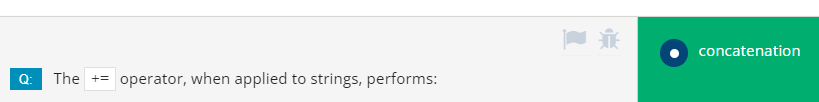 Q: The += operator, when applied to strings, performs:
concatenation